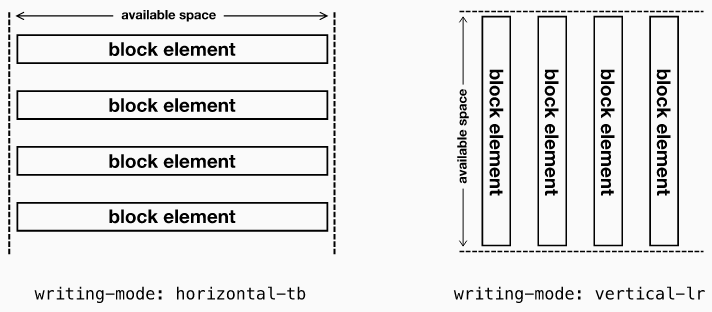 available space
block element
block element
block element
block element
writing-mode: horizontal-tb
available space
block element
block element
block element
block element
writing-mode: vertical-lr